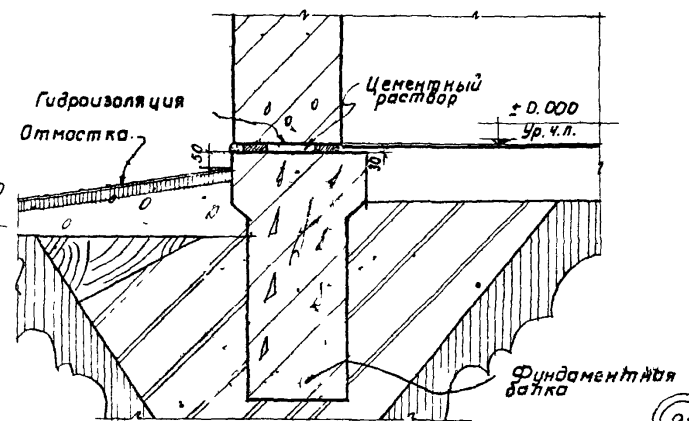 Гидроизоляция
Отмостка
Цементный
раствор
± 0.000
Ур. ч.п.
50
30
Фундаментная
балка